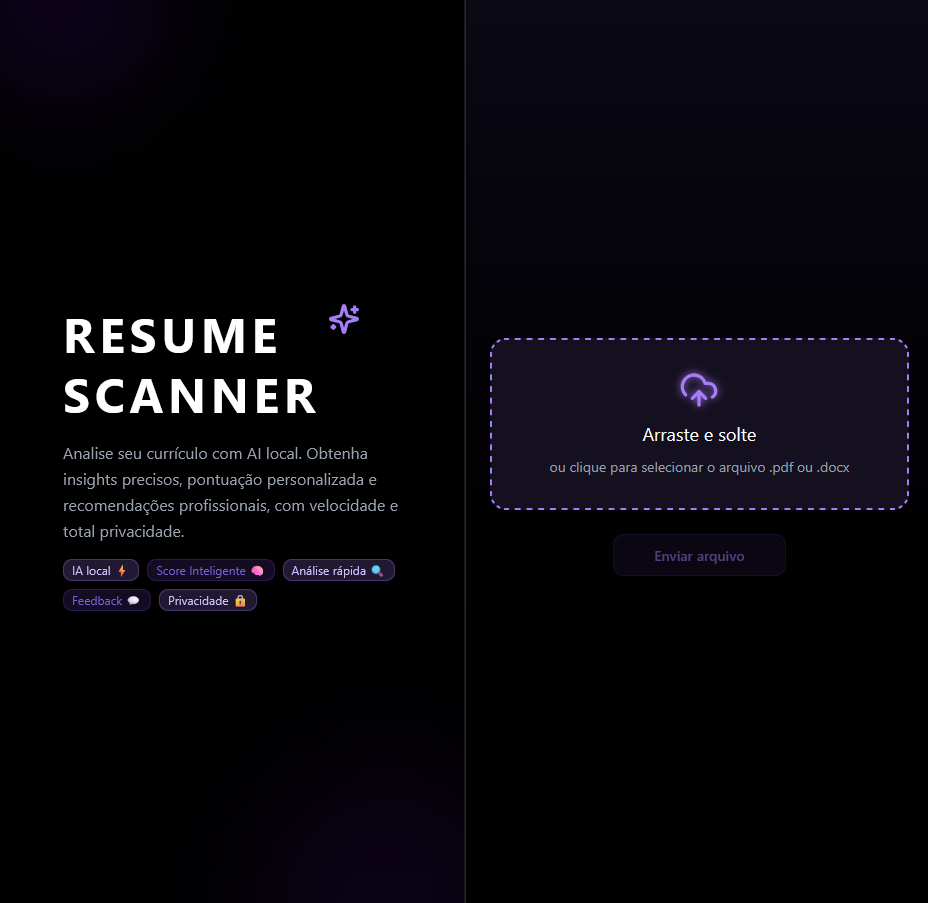 RESUME
SCANNER
Analise seu currículo com AI local. Obtenha
insights precisos, pontuação personalizada e
recomendações profissionais, com velocidade e
total privacidade.
IA local ⚡ Score Inteligente 🧠 Análise rápida 🔍
Feedback 💬 Privacidade 🔒
Arraste e solte
ou clique para selecionar o arquivo .pdf ou .docx
Enviar arquivo